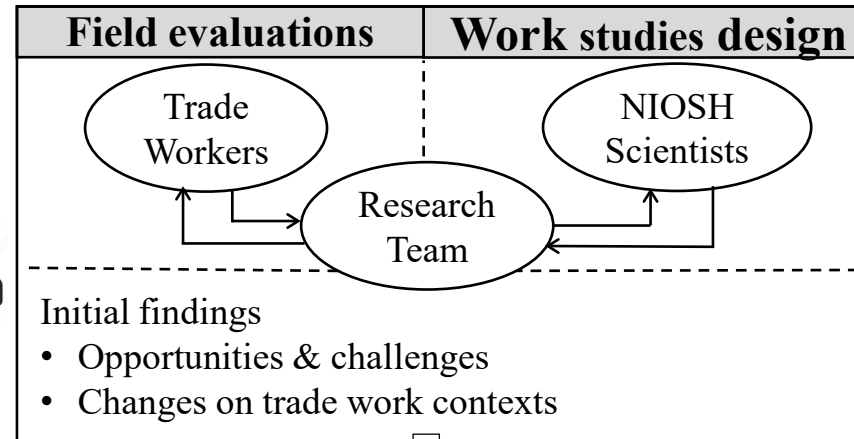 Field evaluations
Work studies design
Trade
Workers
NIOSH
Scientists
Research
Team
Initial findings
• Opportunities & challenges
• Changes on trade work contexts